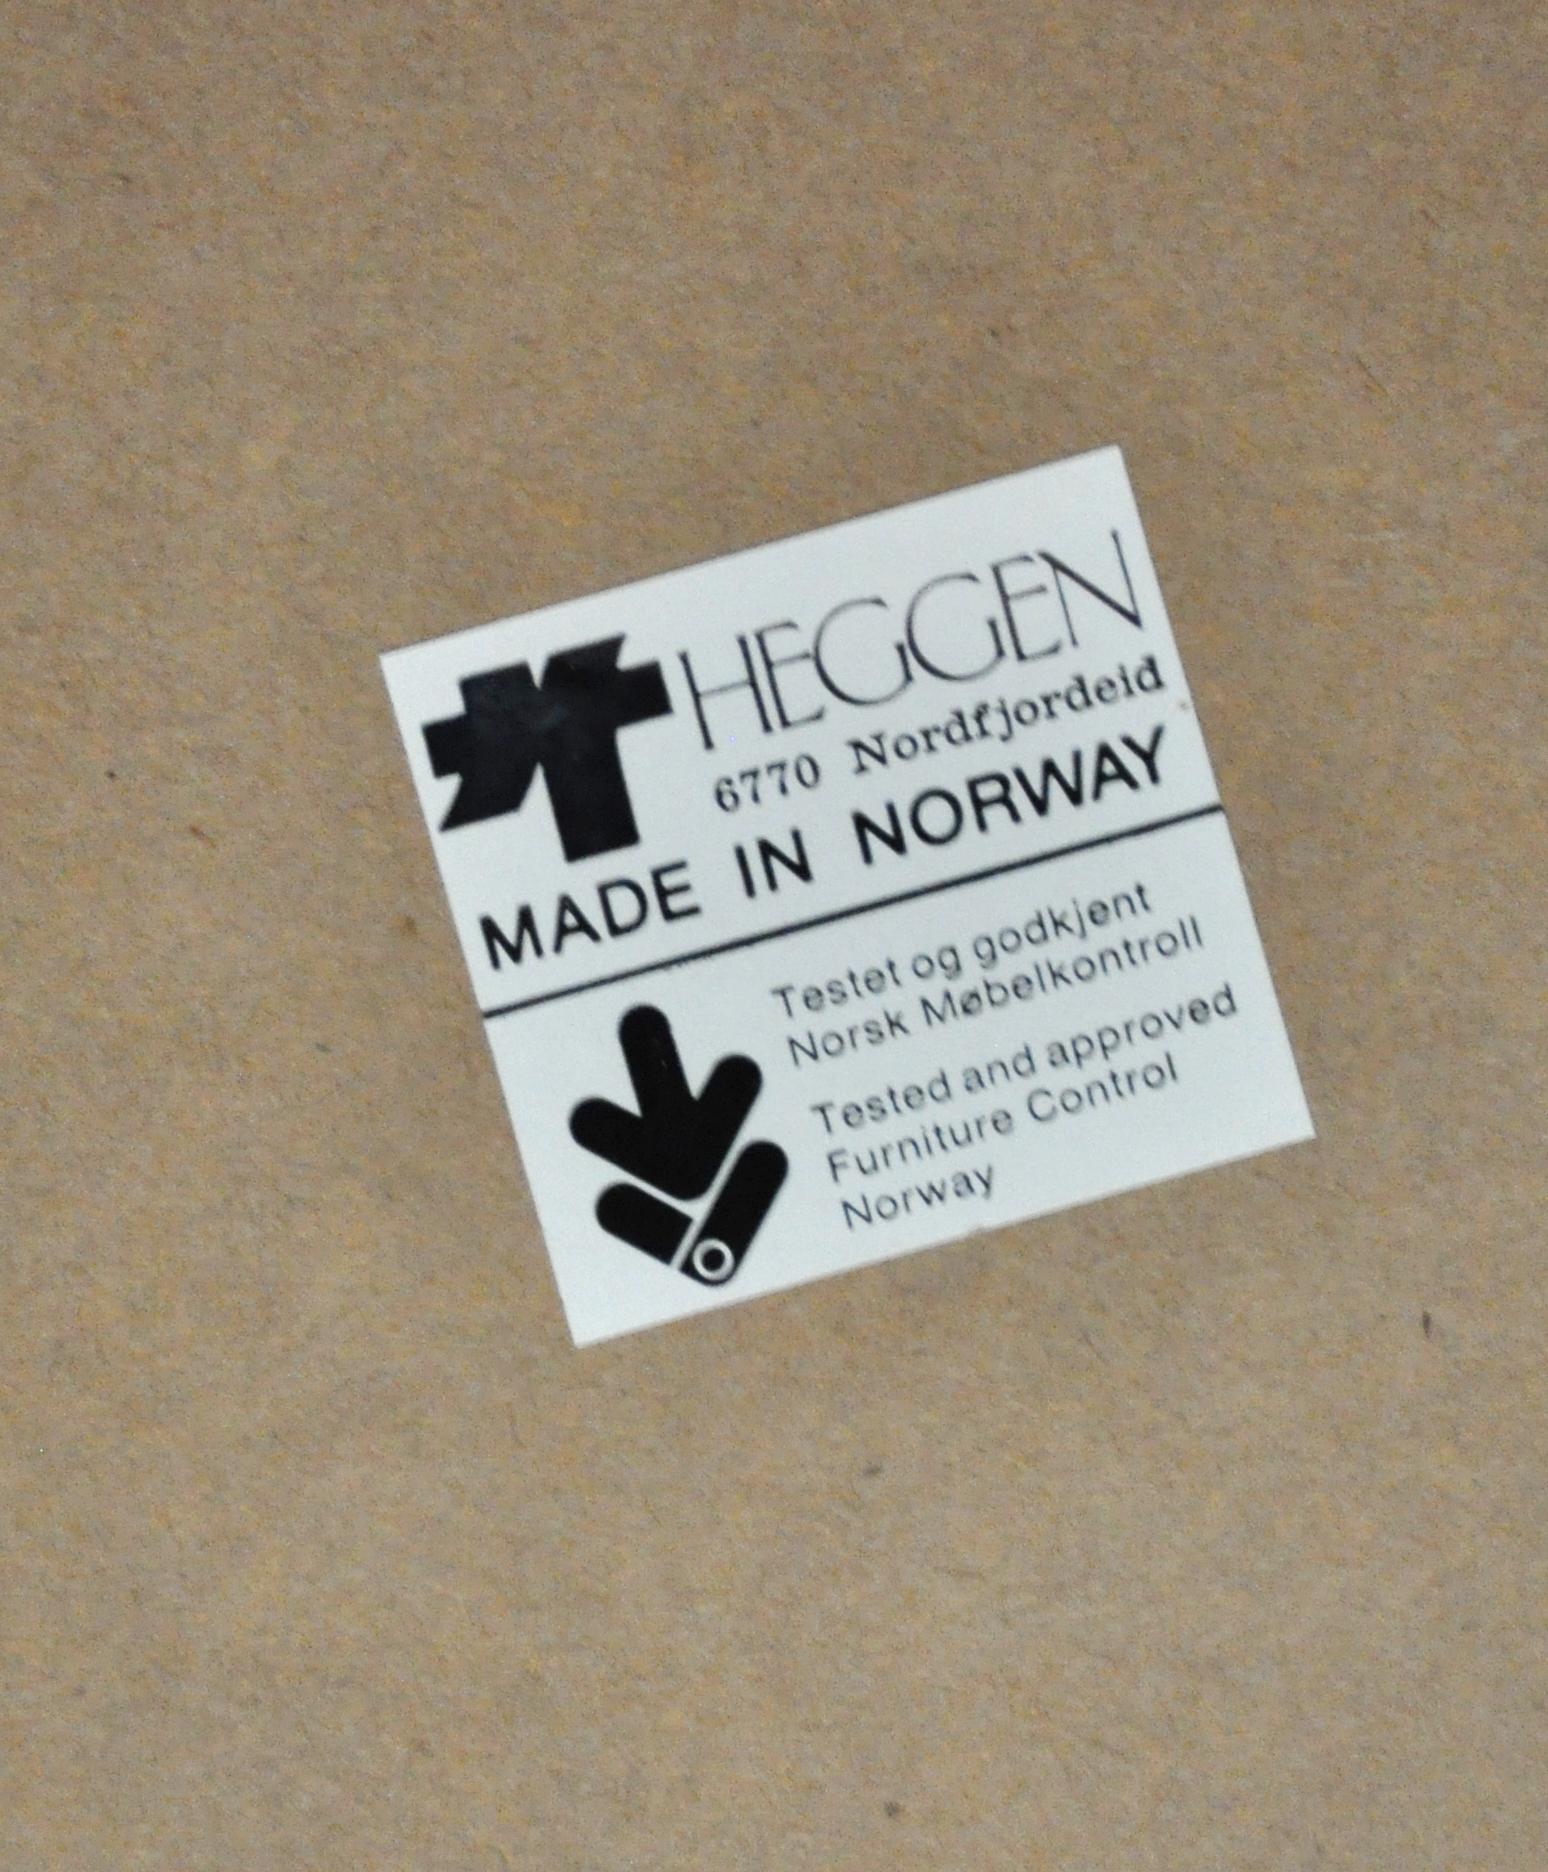 HEGGEN
6770 Nordfjordeid
MADE IN NORWAY
Testet og godkjent
Norsk Møbelkontroll
Tested and approved
Furniture Control
Norway